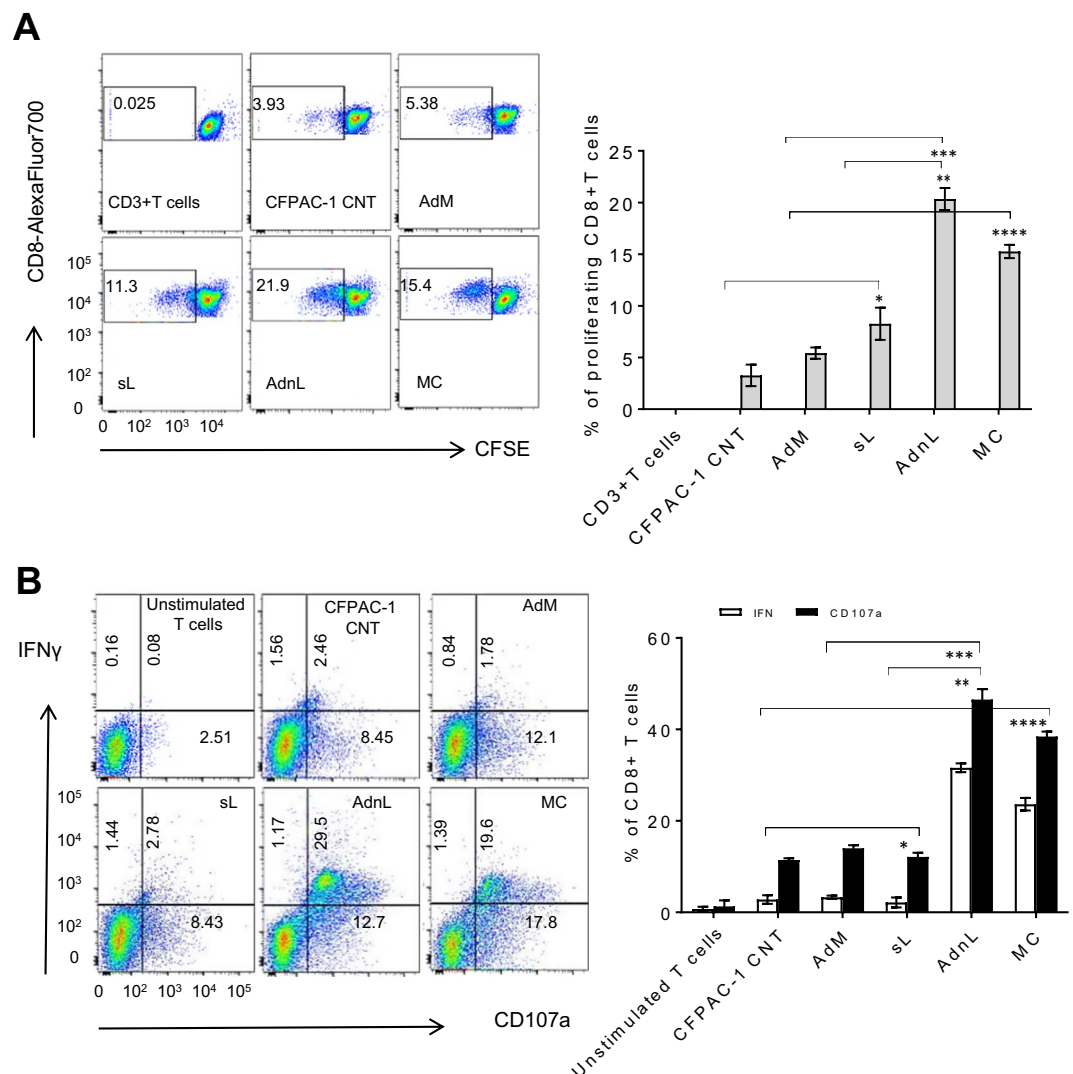 A
CD8-AlexaFluor700
0.025
CD3+T cells
3.93
CFPAC-1 CNT
5.38
AdM
11.3
sL
21.9
AdnL
15.4
MC
10⁵
10⁴
10³
10²
0
0 10² 10³ 10⁴
CFSE
% of proliferating CD8+T cells
25
20
15
10
5
0
***
**
****
*
CD3+T cells
CFPAC-1 CNT
AdM
sL
AdnL
MC
B
IFNγ
Unstimulated
T cells
0.16
0.08
2.51
CFPAC-1
CNT
1.56
2.46
8.45
AdM
0.84
1.78
12.1
sL
1.44
2.78
8.43
AdnL
1.17
29.5
12.7
MC
1.39
19.6
17.8
10⁵
10⁴
10³
10²
0
0 10² 10³ 10⁴ 10⁵
CD107a
IFN CD107a
% of CD8+ T cells
60
40
20
0
***
**
****
*
Unstimulated T cells
CFPAC-1 CNT
AdM
sL
AdnL
MC